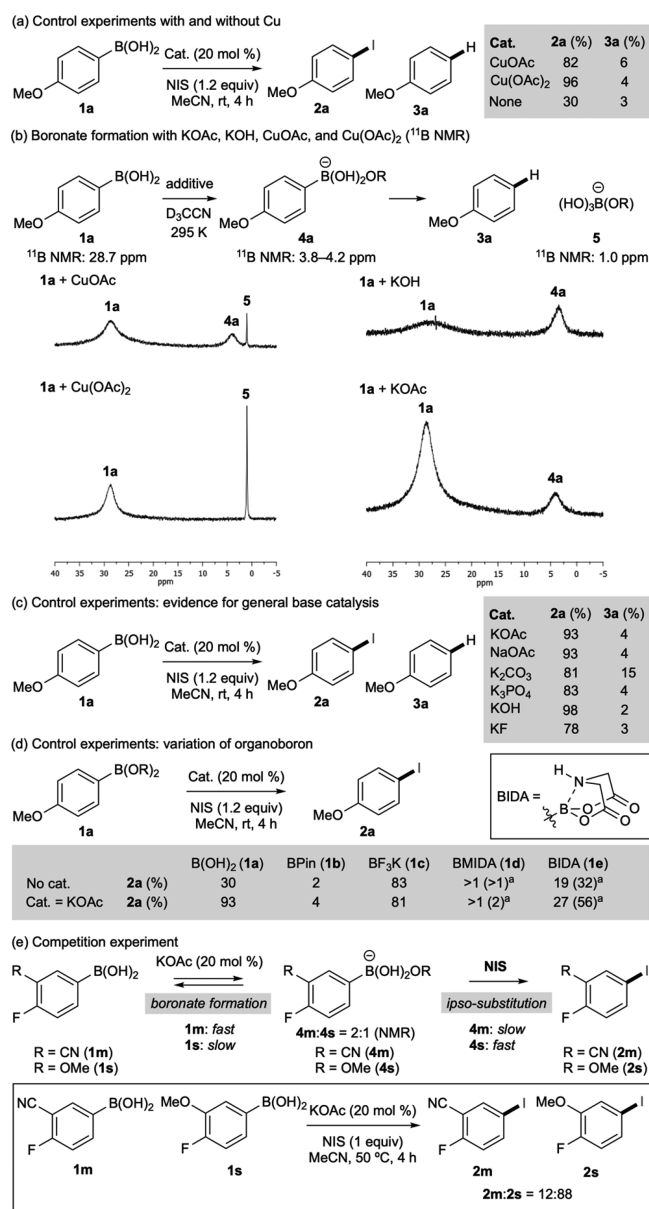 (a) Control experiments with and without Cu
B(OH)2
MeO
1a
Cat. (20 mol %)
NIS (1.2 equiv)
MeCN, rt, 4 h
I
MeO
2a
H
MeO
3a
Cat. 2a (%) 3a (%)
CuOAc 82 6
Cu(OAc)2 96 4
None 30 3
(b) Boronate formation with KOAc, KOH, CuOAc, and Cu(OAc)2 (11B NMR)
B(OH)2
MeO
1a
11B NMR: 28.7 ppm
additive
D3CCN
295 K
⊖
B(OH)2OR
MeO
4a
11B NMR: 3.8–4.2 ppm
H
MeO
3a
⊖
(HO)3B(OR)
5
11B NMR: 1.0 ppm
1a + CuOAc
1a
4a
5
1a + KOH
1a
4a
1a + Cu(OAc)2
1a
5
1a + KOAc
1a
4a
40 35 30 25 20 15 10 5 0 -5
ppm
40 35 30 25 20 15 10 5 0 -5
ppm
(c) Control experiments: evidence for general base catalysis
B(OH)2
MeO
1a
Cat. (20 mol %)
NIS (1.2 equiv)
MeCN, rt, 4 h
I
MeO
2a
H
MeO
3a
Cat. 2a (%) 3a (%)
KOAc 93 4
NaOAc 93 4
K2CO3 81 15
K3PO4 83 4
KOH 98 2
KF 78 3
(d) Control experiments: variation of organoboron
B(OR)2
MeO
1a
Cat. (20 mol %)
NIS (1.2 equiv)
MeCN, rt, 4 h
I
MeO
2a
BIDA =
H
N
B
O
O
O
O
B(OH)2 (1a) BPin (1b) BF3K (1c) BMIDA (1d) BIDA (1e)
No cat. 2a (%) 30 2 83 >1 (>1)a 19 (32)a
Cat. = KOAc 2a (%) 93 4 81 >1 (2)a 27 (56)a
(e) Competition experiment
R
B(OH)2
F
R = CN (1m)
R = OMe (1s)
KOAc (20 mol %)
boronate formation
1m: fast
1s: slow
⊖
R
B(OH)2OR
F
4m:4s = 2:1 (NMR)
R = CN (4m)
R = OMe (4s)
NIS
ipso-substitution
4m: slow
4s: fast
R
I
F
R = CN (2m)
R = OMe (2s)
NC
B(OH)2
F
1m
MeO
B(OH)2
F
1s
KOAc (20 mol %)
NIS (1 equiv)
MeCN, 50 ºC, 4 h
NC
I
F
2m
MeO
I
F
2s
2m:2s = 12:88